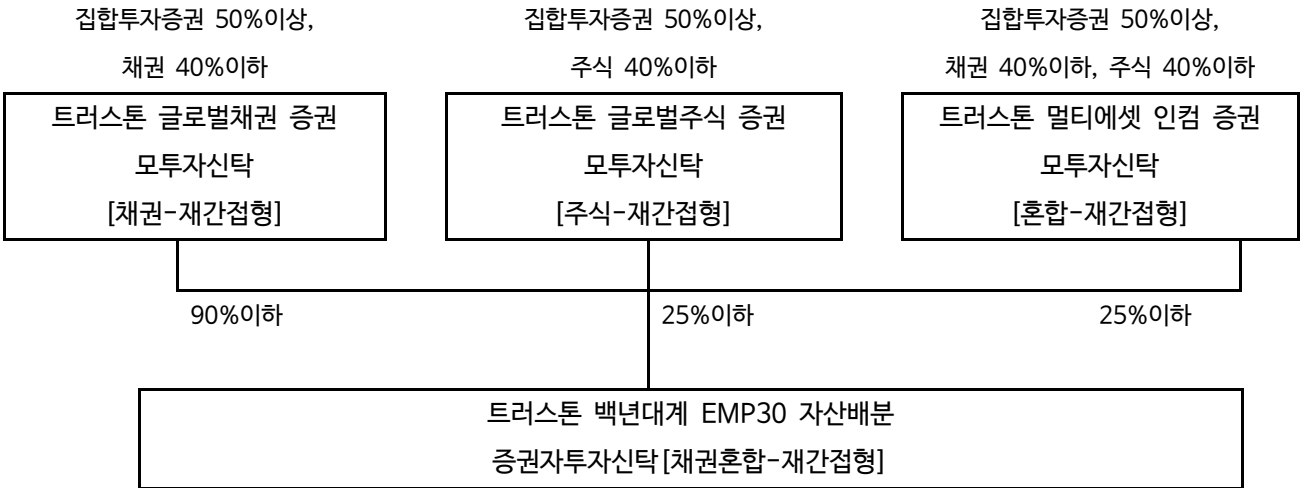 집합투자증권 50%이상,
채권 40%이하
트러스톤 글로벌채권 증권
모투자신탁
[채권-재간접형]
집합투자증권 50%이상,
주식 40%이하
트러스톤 글로벌주식 증권
모투자신탁
[주식-재간접형]
집합투자증권 50%이상,
채권 40%이하, 주식 40%이하
트러스톤 멀티에셋 인컴 증권
모투자신탁
[혼합-재간접형]
90%이하
25%이하
25%이하
트러스톤 백년대계 EMP30 자산배분
증권자투자신탁[채권혼합-재간접형]